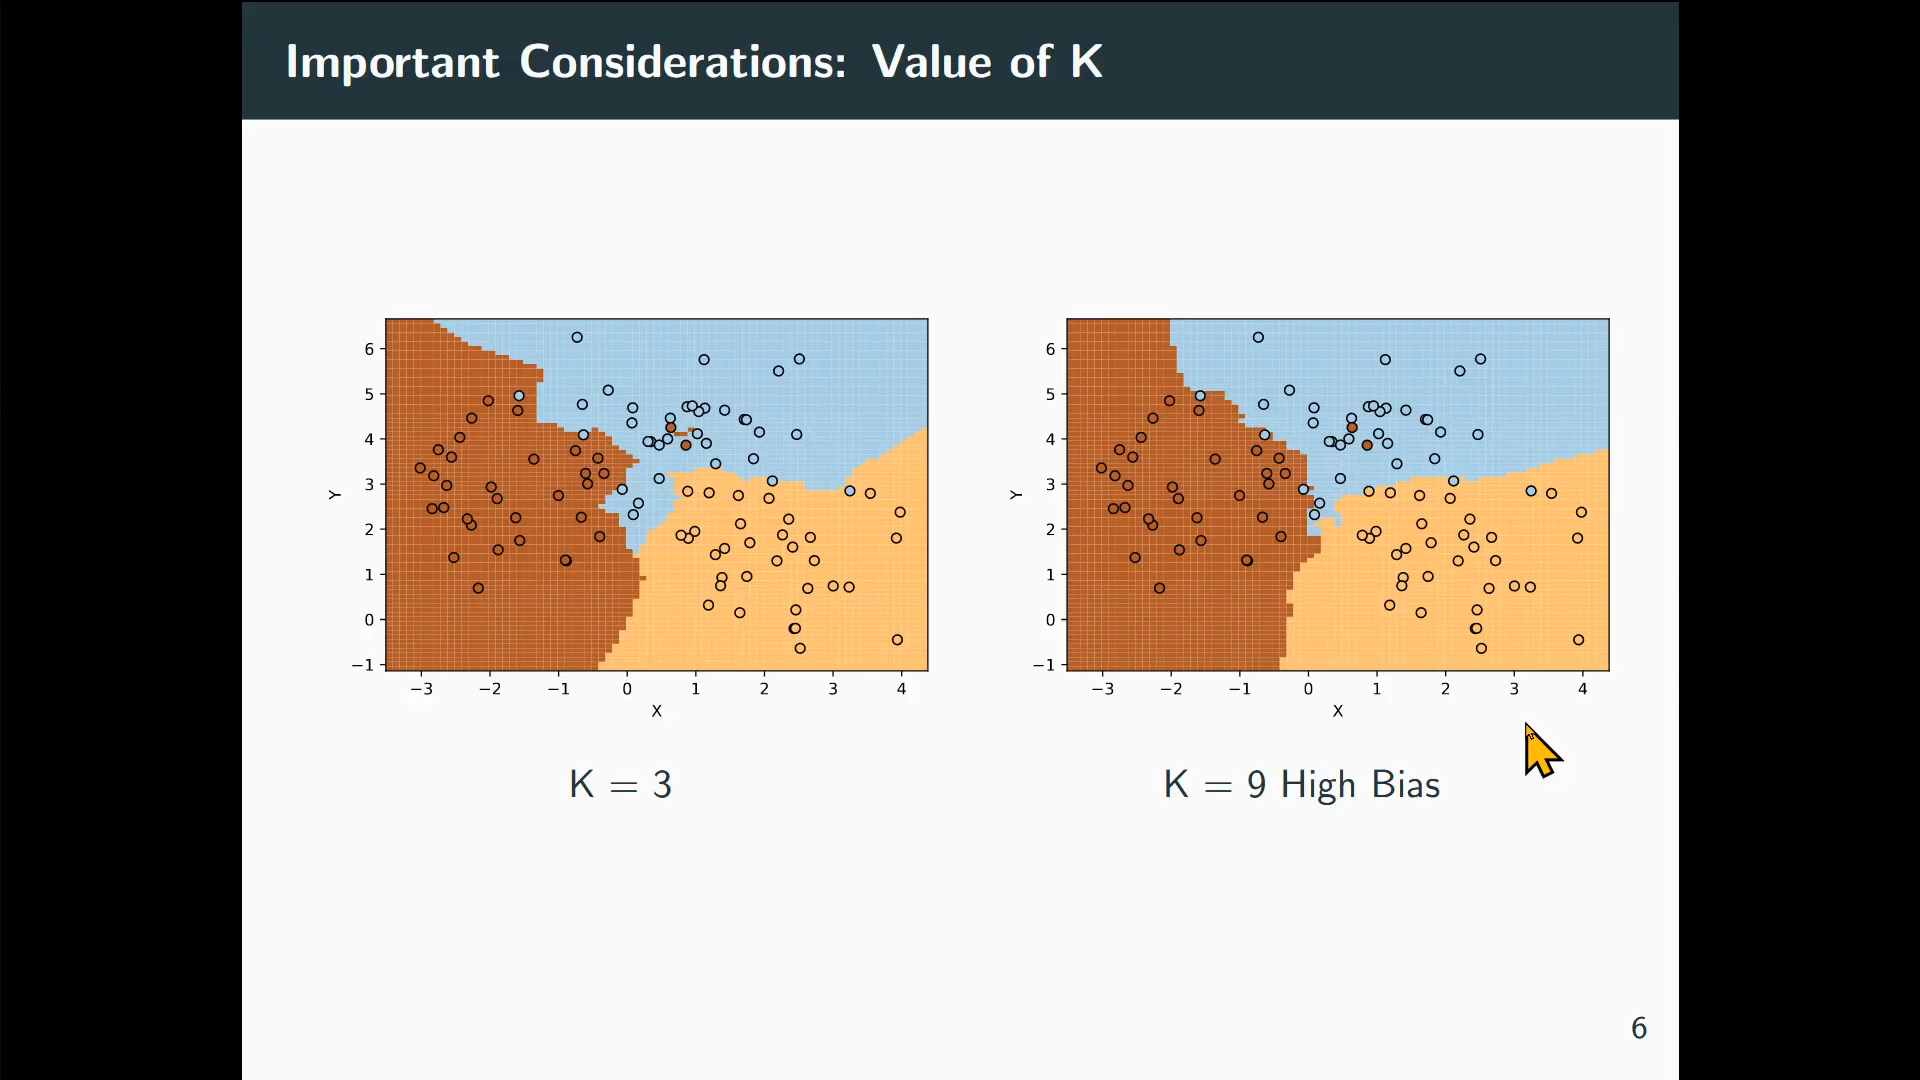 Important Considerations: Value of K
6
5
4
3
2
1
0
−1
Y
−3 −2 −1 0 1 2 3 4
X
K = 3
6
5
4
3
2
1
0
−1
Y
−3 −2 −1 0 1 2 3 4
X
K = 9 High Bias
6